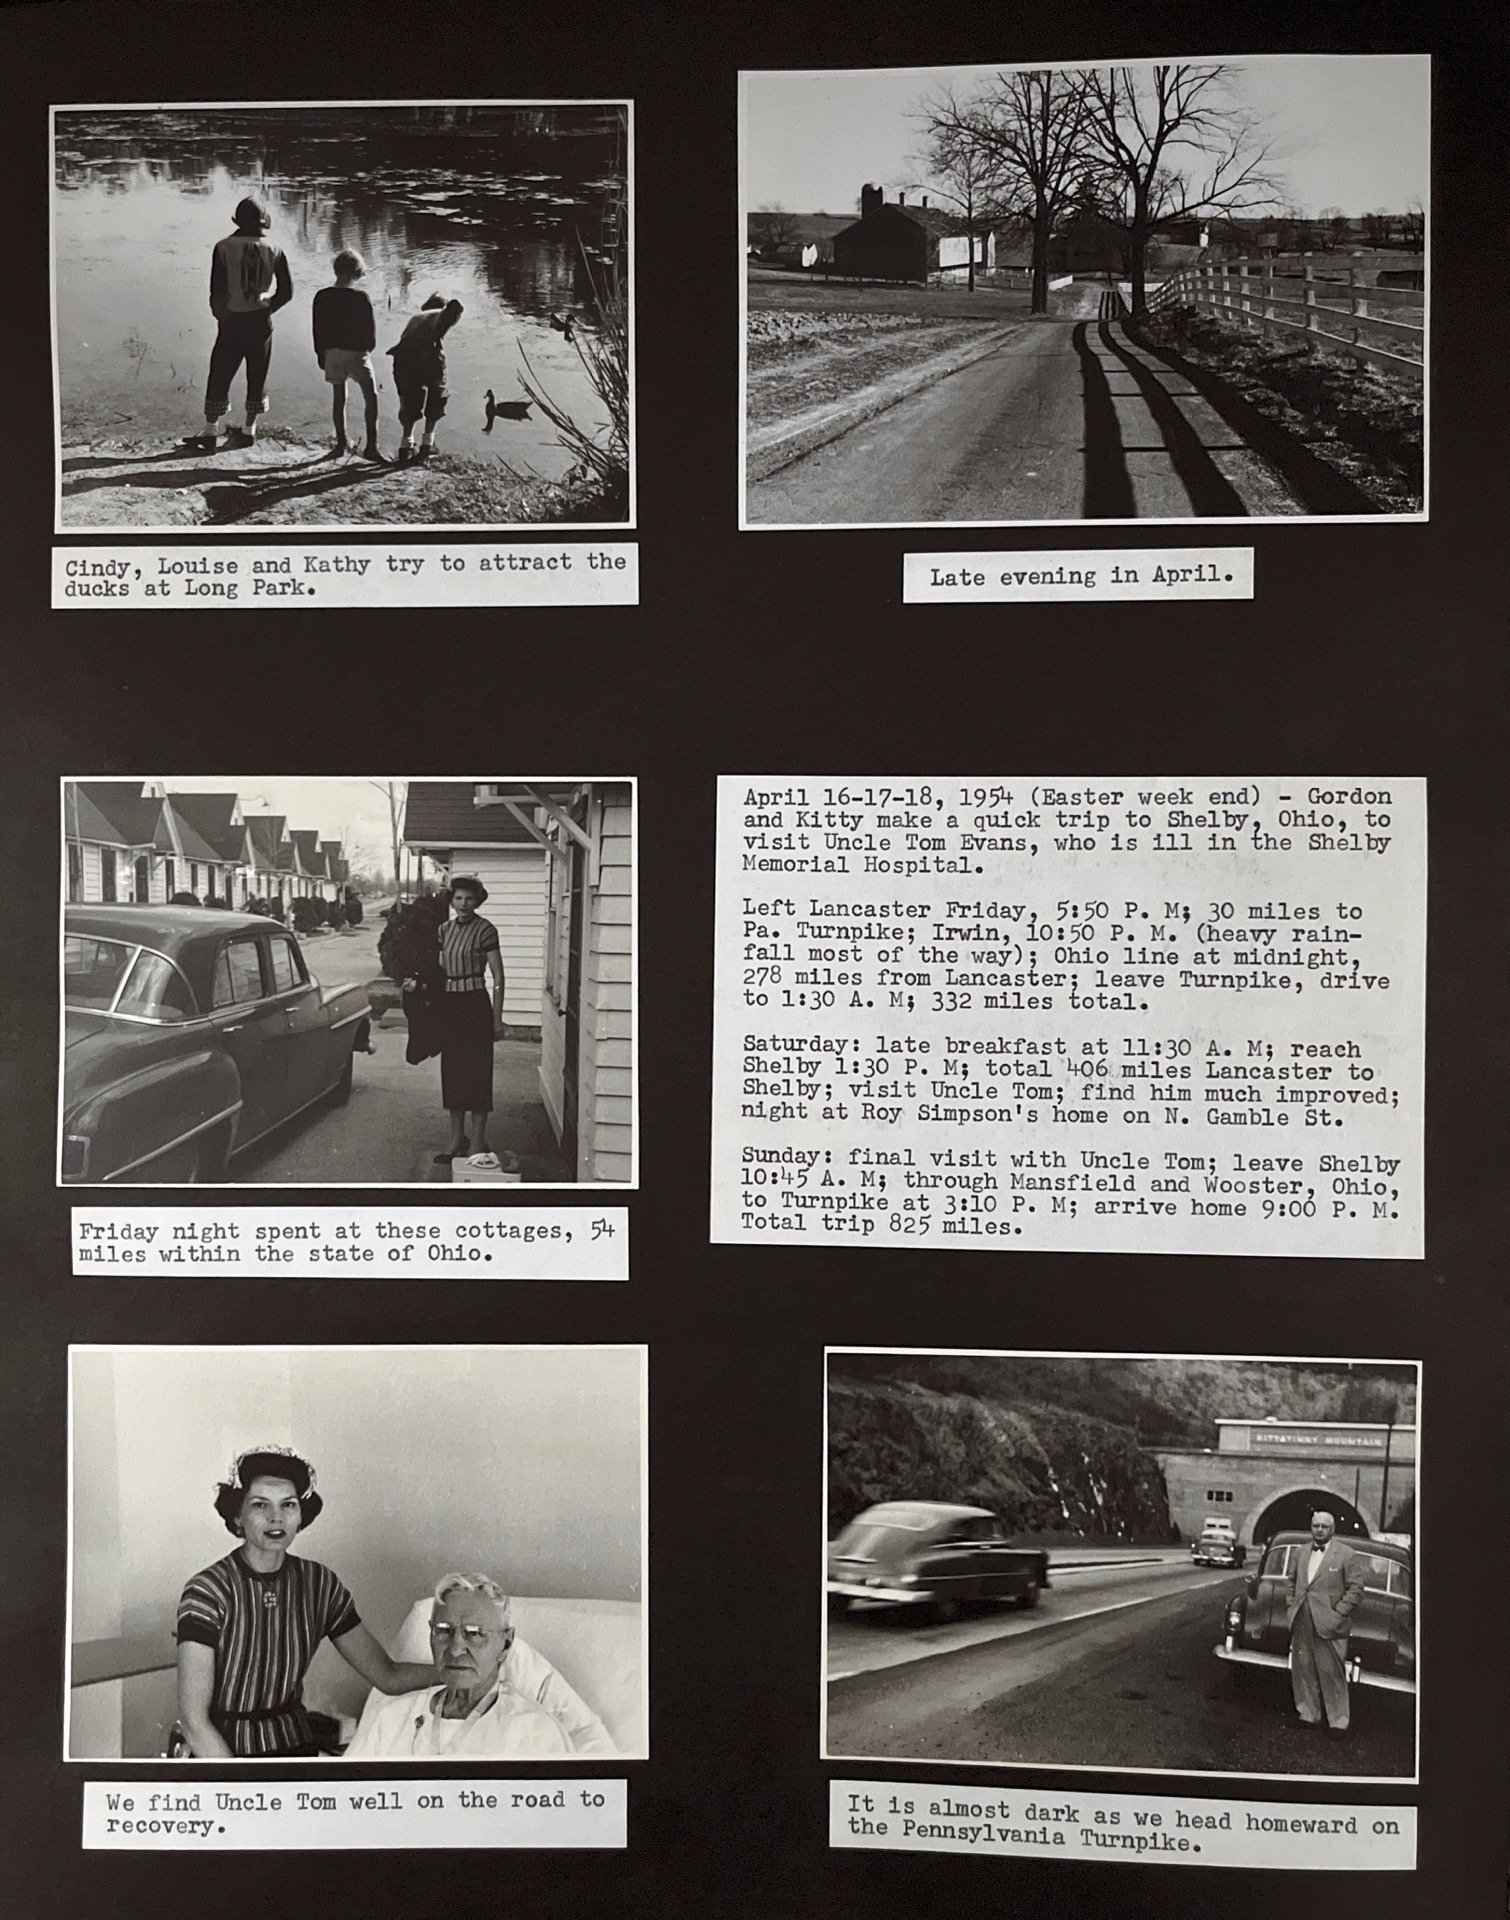 Cindy, Louise and Kathy try to attract the
ducks at Long Park.
Late evening in April.
April 16-17-18, 1954 (Easter week end) - Gordon
and Kitty make a quick trip to Shelby, Ohio, to
visit Uncle Tom Evans, who is ill in the Shelby
Memorial Hospital.
Left Lancaster Friday, 5:50 P. M; 30 miles to
Pa. Turnpike; Irwin, 10:50 P. M. (heavy rain-
fall most of the way); Ohio line at midnight,
278 miles from Lancaster; leave Turnpike, drive
to 1:30 A. M; 332 miles total.
Saturday: late breakfast at 11:30 A. M; reach
Shelby 1:30 P. M; total 406 miles Lancaster to
Shelby; visit Uncle Tom; find him much improved;
night at Roy Simpson's home on N. Gamble St.
Sunday: final visit with Uncle Tom; leave Shelby
10:45 A. M; through Mansfield and Wooster, Ohio,
to Turnpike at 3:10 P. M; arrive home 9:00 P. M.
Total trip 825 miles.
Friday night spent at these cottages, 54
miles within the state of Ohio.
KITTATINNY MOUNTAIN
We find Uncle Tom well on the road to
recovery.
It is almost dark as we head homeward on
the Pennsylvania Turnpike.